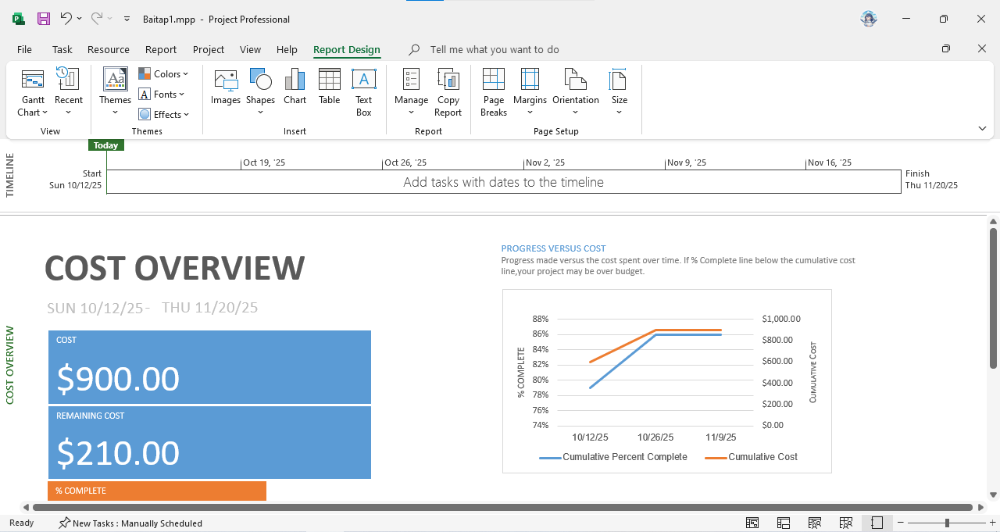 Baitap1.mpp - Project Professional
File Task Resource Report Project View Help Report Design Tell me what you want to do
Gantt Chart
Recent
View
Themes
Colors
Fonts
Effects
Themes
Images
Shapes
Chart
Table
Text Box
Insert
Manage
Copy Report
Report
Page Breaks
Margins
Orientation
Size
Page Setup
TIMELINE
Today
Start
Sun 10/12/25
Oct 19, '25
Oct 26, '25
Nov 2, '25
Nov 9, '25
Nov 16, '25
Add tasks with dates to the timeline
Finish
Thu 11/20/25
COST OVERVIEW
COST OVERVIEW
SUN 10/12/25 - THU 11/20/25
COST
$900.00
REMAINING COST
$210.00
% COMPLETE
PROGRESS VERSUS COST
Progress made versus the cost spent over time. If % Complete line below the cumulative cost
line,your project may be over budget.
% COMPLETE
88%
86%
84%
82%
80%
78%
76%
74%
$1,000.00
$800.00
$600.00
$400.00
$200.00
$0.00
CUMULATIVE COST
10/12/25 10/26/25 11/9/25
Cumulative Percent Complete Cumulative Cost
Ready New Tasks : Manually Scheduled